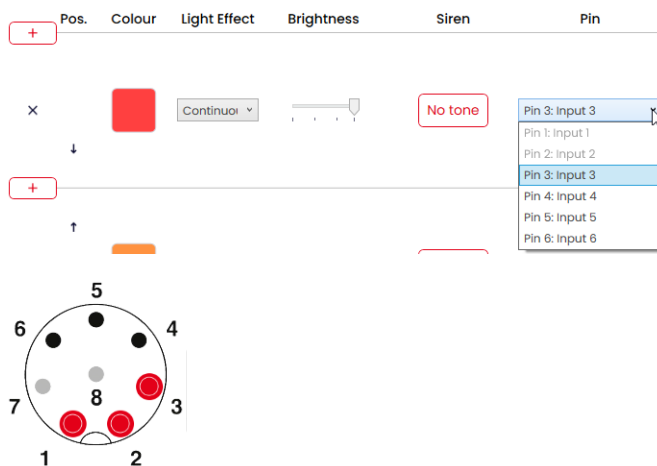 Pos. Colour Light Effect Brightness Siren Pin
+
× Continuou No tone Pin 3: Input 3
Pin 1: Input 1
Pin 2: Input 2
Pin 3: Input 3
Pin 4: Input 4
Pin 5: Input 5
Pin 6: Input 6
+
5
6 4
7 8 3
1 2